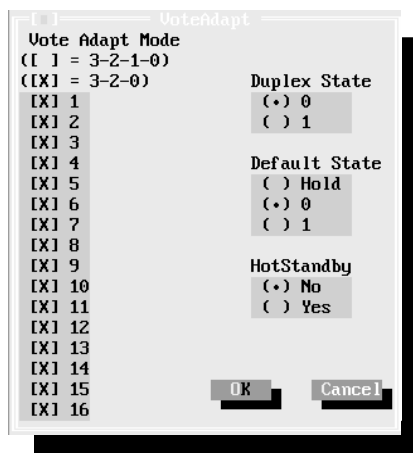 [■] VoteAdapt
Vote Adapt Mode
([ ] = 3-2-1-0)
([X] = 3-2-0)
[X] 1
[X] 2
[X] 3
[X] 4
[X] 5
[X] 6
[X] 7
[X] 8
[X] 9
[X] 10
[X] 11
[X] 12
[X] 13
[X] 14
[X] 15
[X] 16
Duplex State
(•) 0
( ) 1
Default State
( ) Hold
(•) 0
( ) 1
HotStandby
(•) No
( ) Yes
OK Cancel